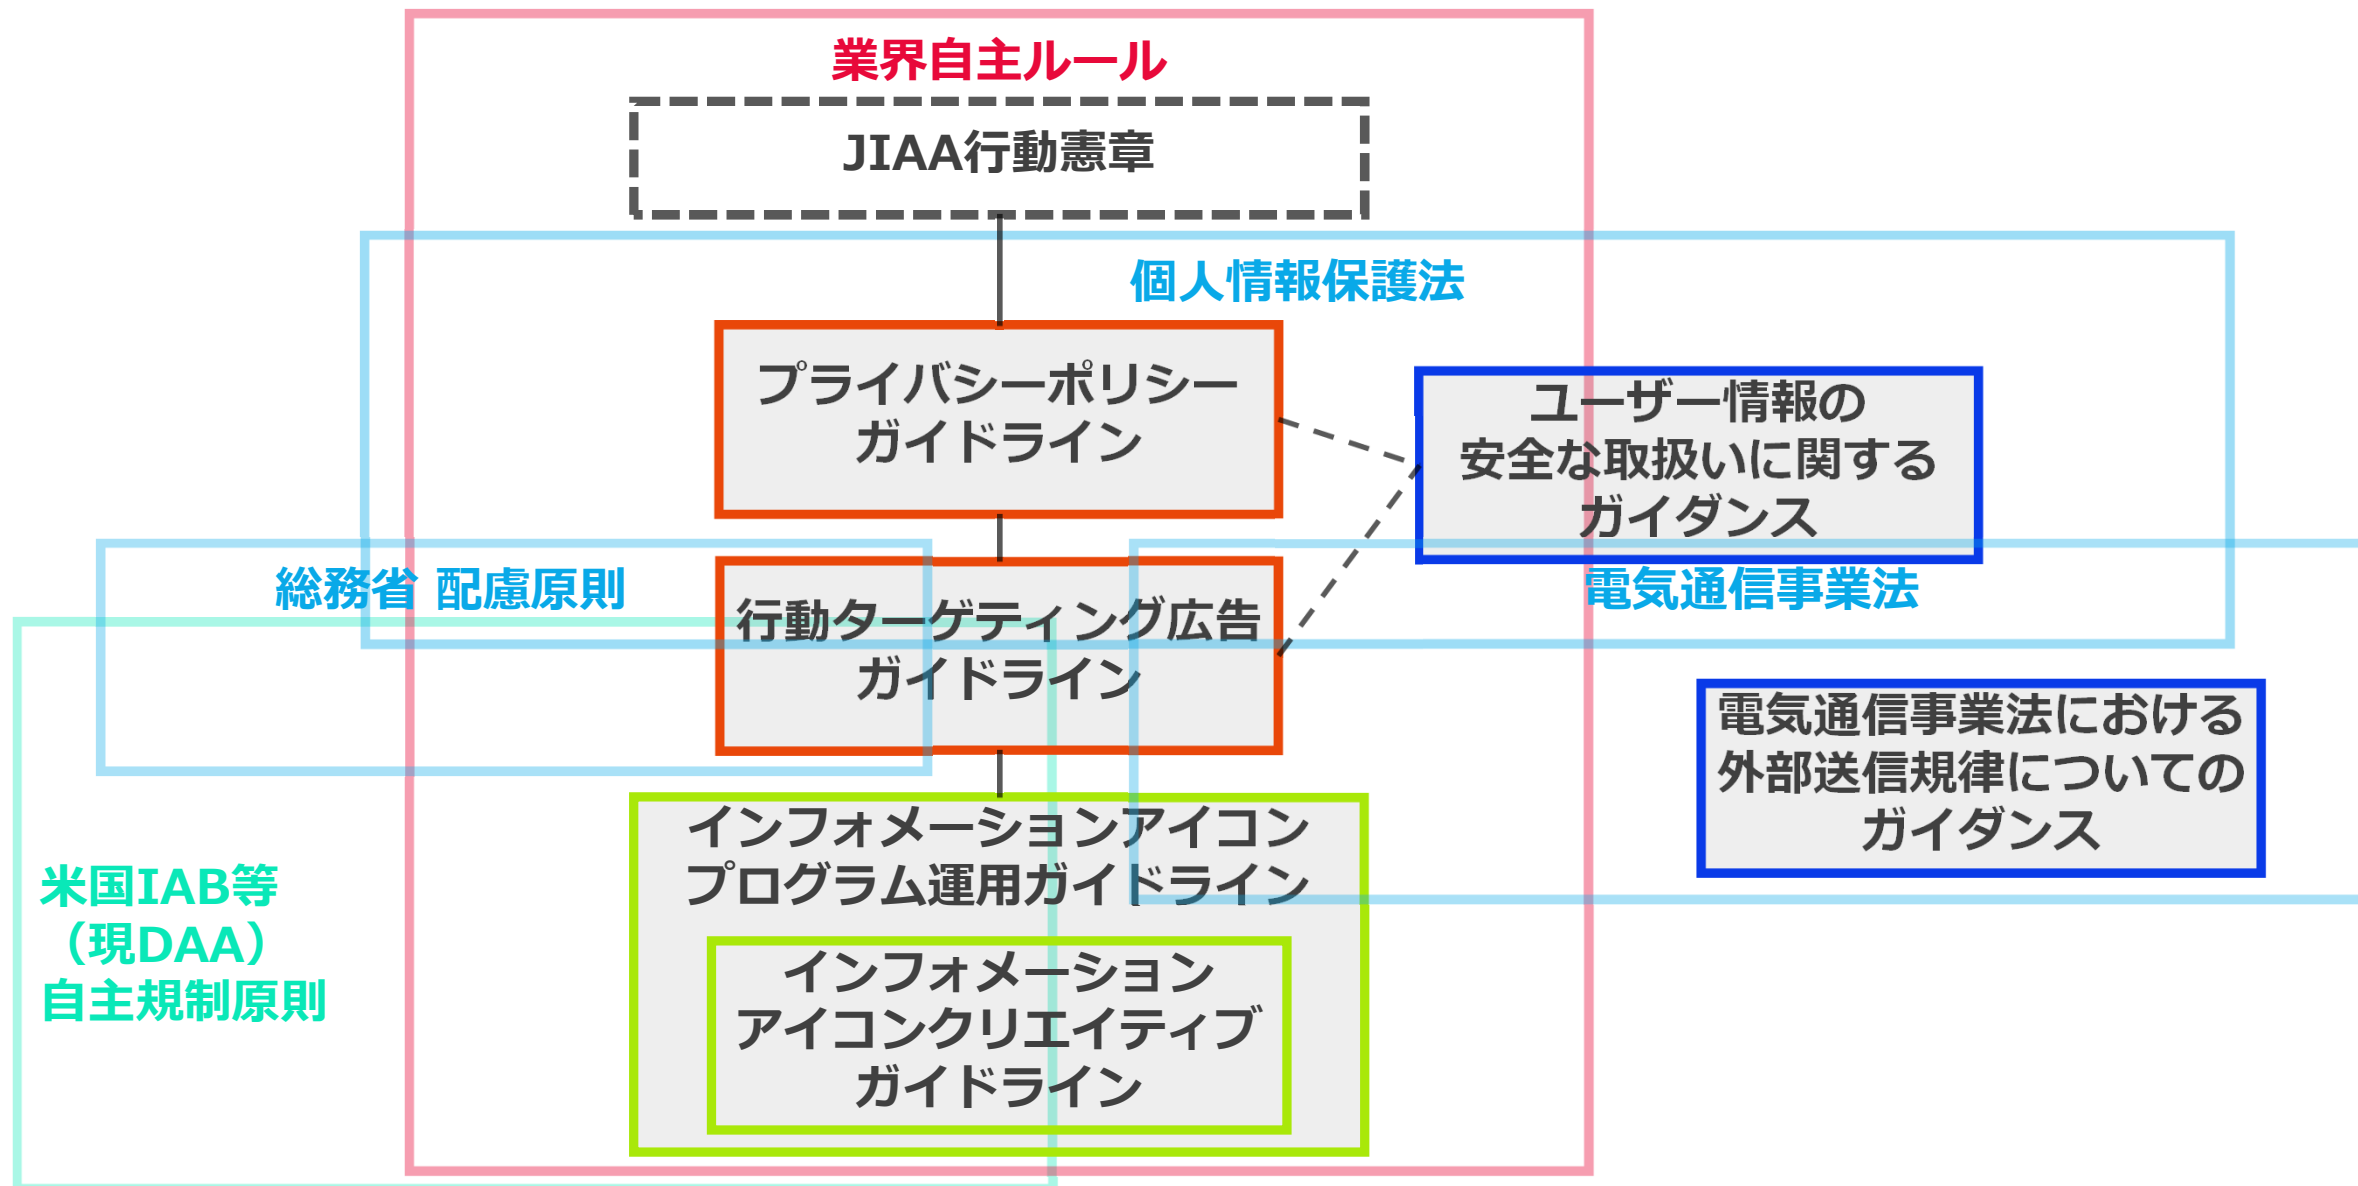 業界自主ルール
JIAA行動憲章
個人情報保護法
プライバシーポリシー
ガイドライン
ユーザー情報の
安全な取扱いに関する
ガイダンス
総務省 配慮原則
電気通信事業法
行動ターゲティング広告
ガイドライン
電気通信事業法における
外部送信規律についての
ガイダンス
インフォメーションアイコン
プログラム運用ガイドライン
米国IAB等
（現DAA）
自主規制原則
インフォメーション
アイコンクリエイティブ
ガイドライン